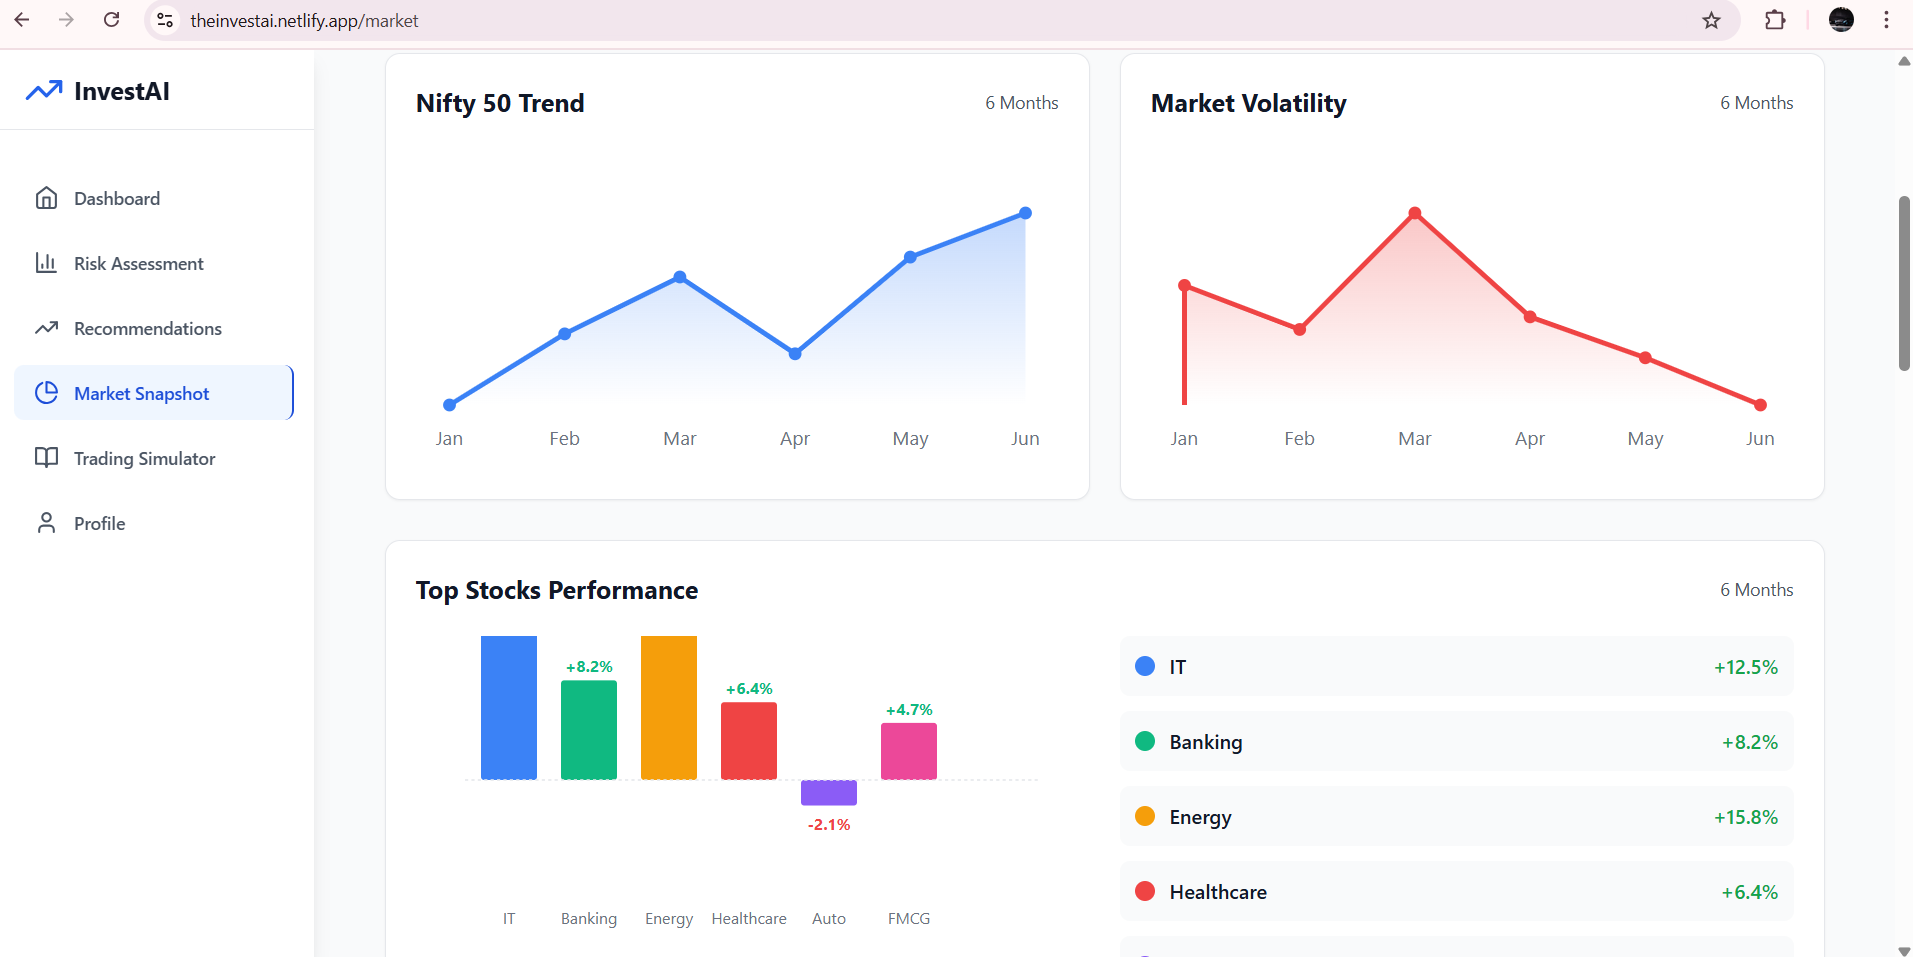 theinvestai.netlify.app/market
InvestAI
Dashboard
Risk Assessment
Recommendations
Market Snapshot
Trading Simulator
Profile
Nifty 50 Trend
6 Months
Jan Feb Mar Apr May Jun
Market Volatility
6 Months
Jan Feb Mar Apr May Jun
Top Stocks Performance
6 Months
+8.2%
+6.4%
+4.7%
-2.1%
IT Banking Energy Healthcare Auto FMCG
IT +12.5%
Banking +8.2%
Energy +15.8%
Healthcare +6.4%